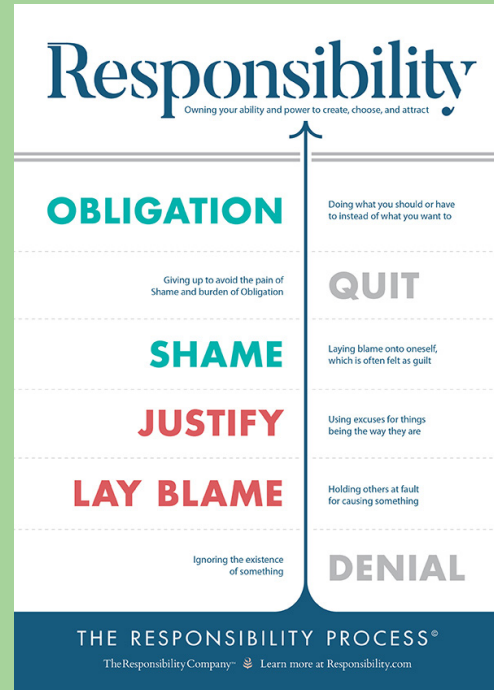 Responsibility
Owning your ability and power to create, choose, and attract
OBLIGATION
Doing what you should or have
to instead of what you want to
Giving up to avoid the pain of
Shame and burden of Obligation
QUIT
SHAME
Laying blame onto oneself,
which is often felt as guilt
JUSTIFY
Using excuses for things
being the way they are
LAY BLAME
Holding others at fault
for causing something
Ignoring the existence
of something
DENIAL
THE RESPONSIBILITY PROCESS©
TheResponsibilityCompany™ Learn more at Responsibility.com